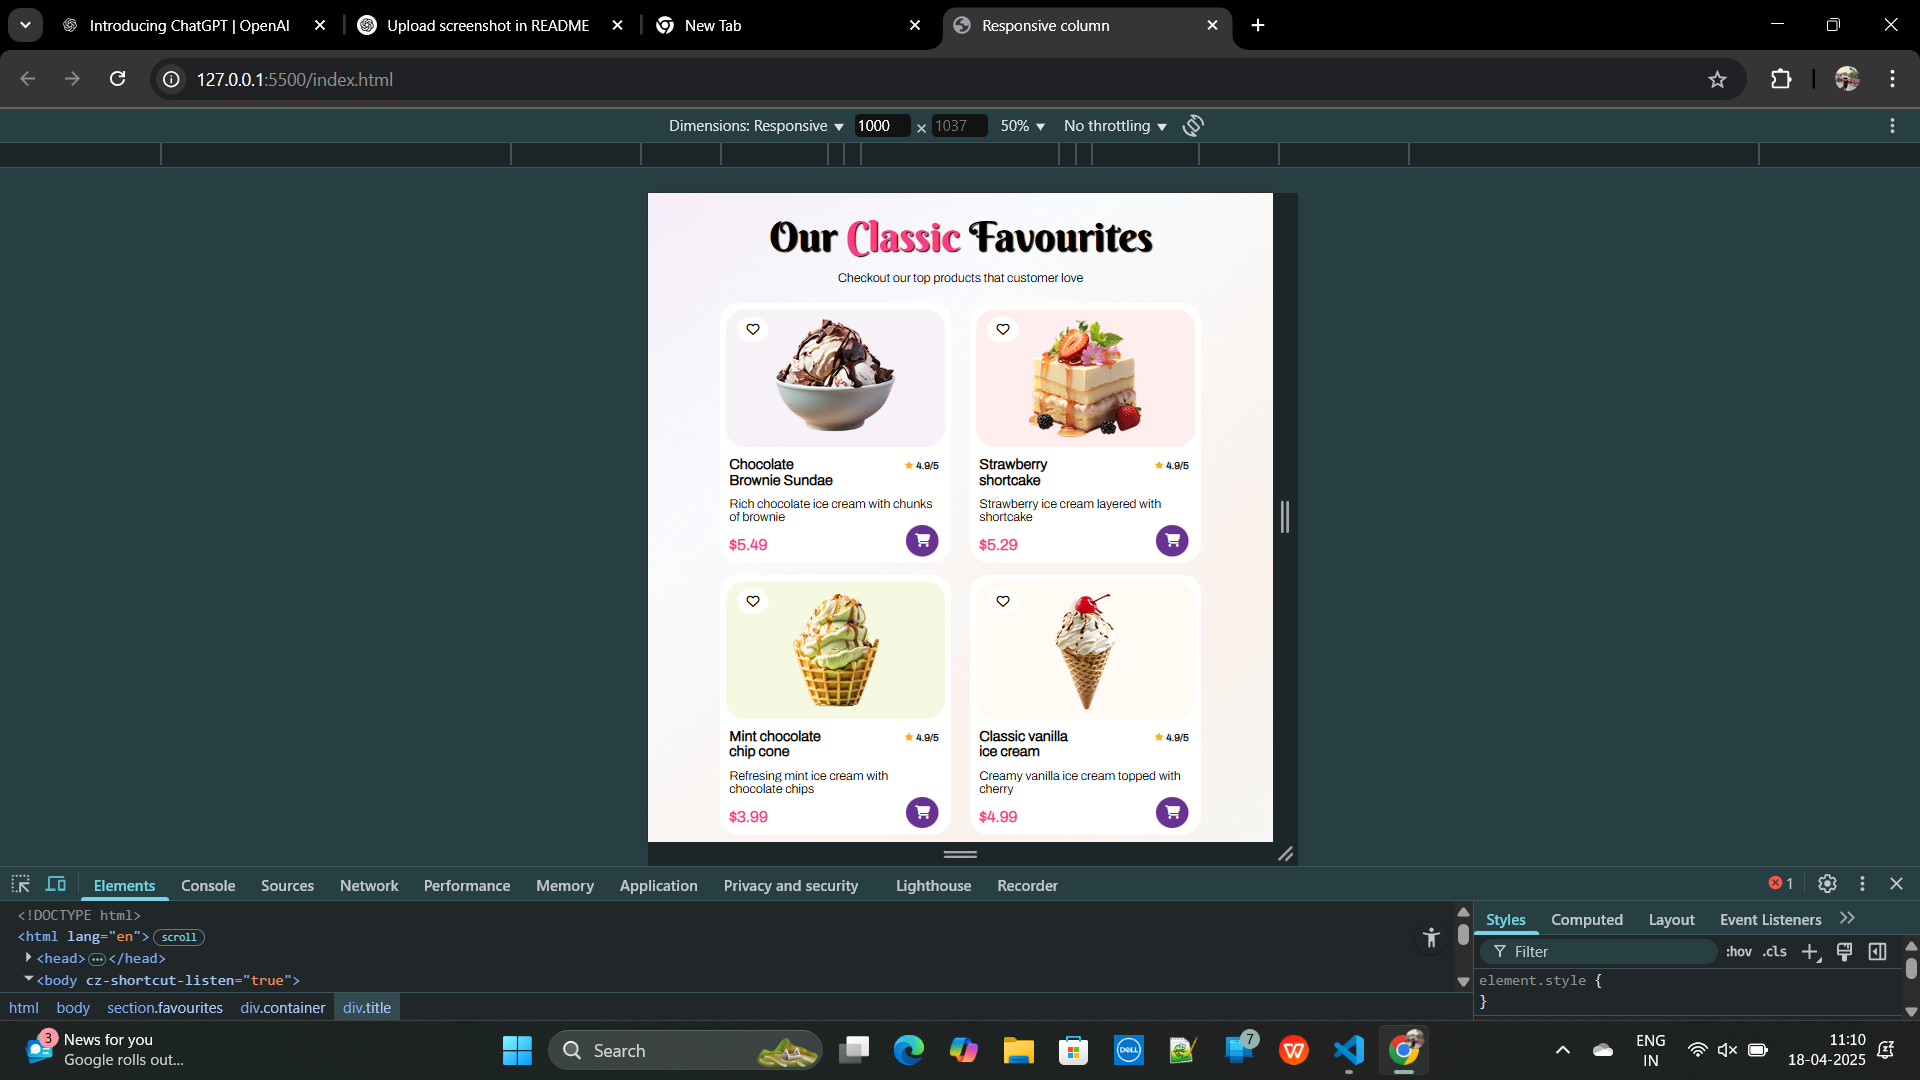 Introducing ChatGPT | OpenAI
Upload screenshot in README
New Tab
Responsive column
127.0.0.1:5500/index.html
Dimensions: Responsive
1000
×
1037
50%
No throttling
Our Classic Favourites
Checkout our top products that customer love
Chocolate
Brownie Sundae
4.9/5
Rich chocolate ice cream with chunks
of brownie
$5.49
Strawberry
shortcake
4.9/5
Strawberry ice cream layered with
shortcake
$5.29
Mint chocolate
chip cone
4.9/5
Refresing mint ice cream with
chocolate chips
$3.99
Classic vanilla
ice cream
4.9/5
Creamy vanilla ice cream topped with
cherry
$4.99
Elements
Console
Sources
Network
Performance
Memory
Application
Privacy and security
Lighthouse
Recorder
1
<!DOCTYPE html>
<html lang="en"> scroll
<head> ⋯ </head>
<body cz-shortcut-listen="true">
html body section.favourites div.container div.title
Styles
Computed
Layout
Event Listeners
Filter
:hov .cls
element.style {
}
3
News for you
Google rolls out...
Search
DELL
7
W
ENG
IN
11:10
18-04-2025